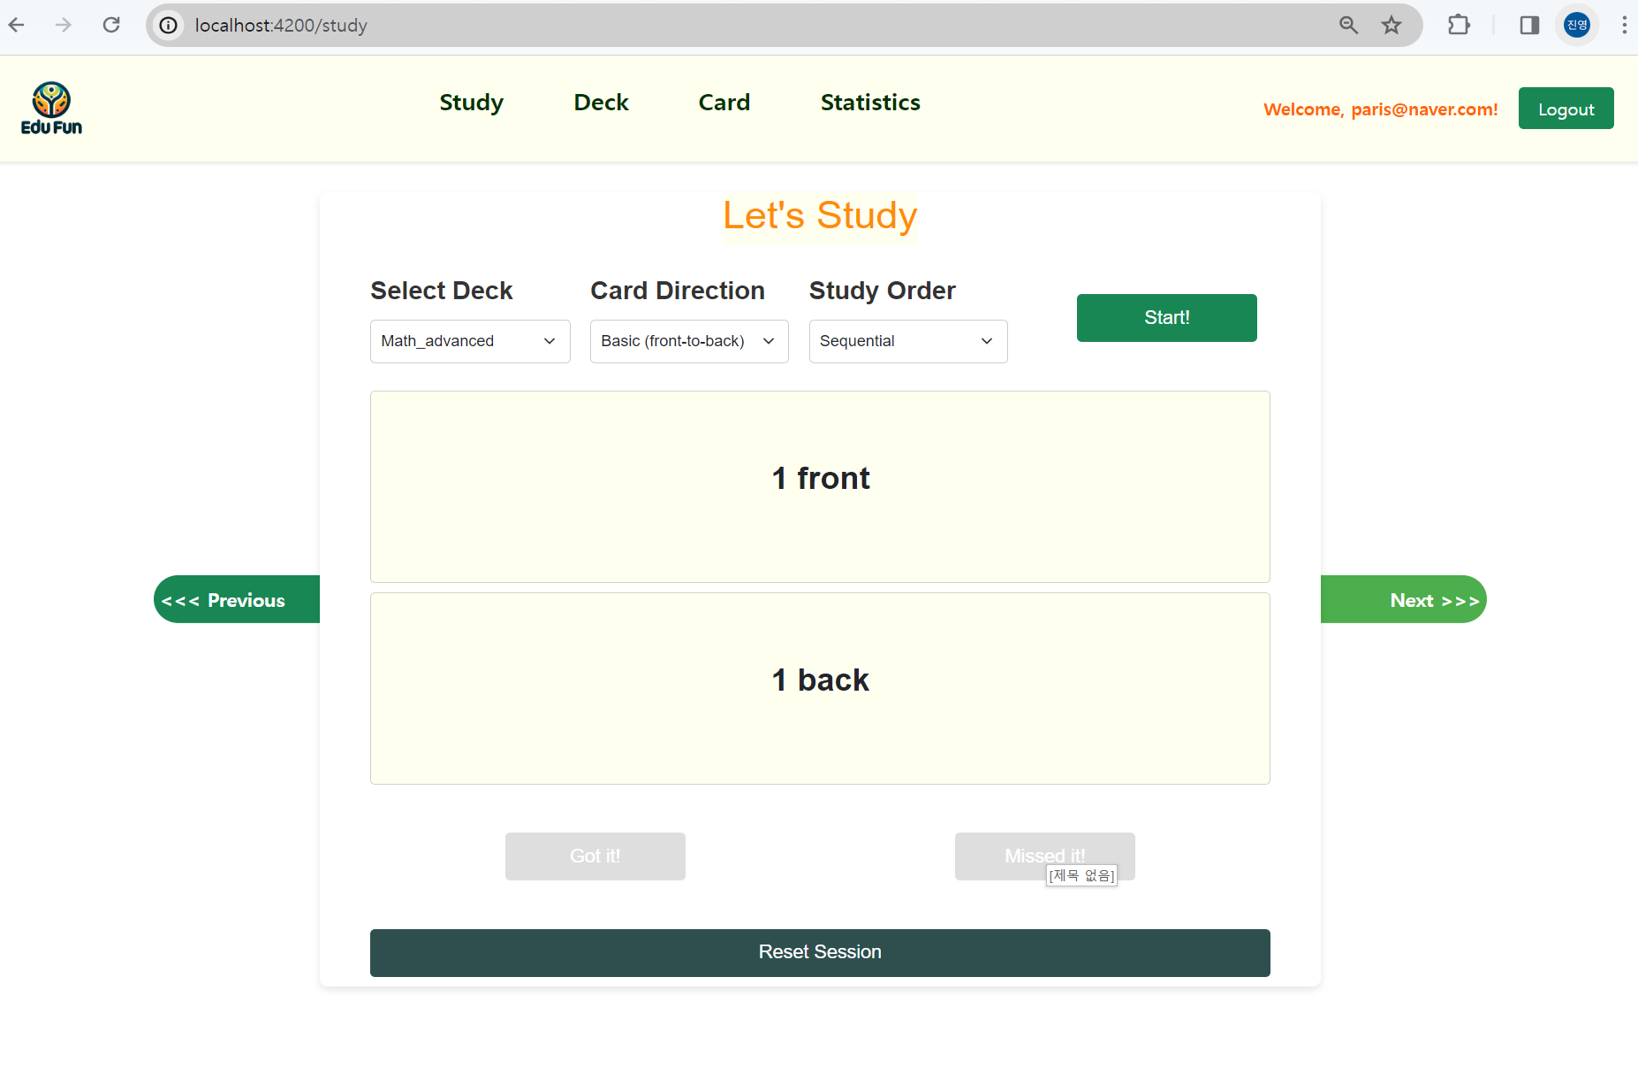 localhost:4200/study
진영
Edu Fun
Study Deck Card Statistics
Welcome, paris@naver.com!
Logout
Let's Study
Select Deck Card Direction Study Order
Math_advanced Basic (front-to-back) Sequential
Start!
1 front
<<< Previous
Next >>>
1 back
Got it! Missed it!
[제목 없음]
Reset Session